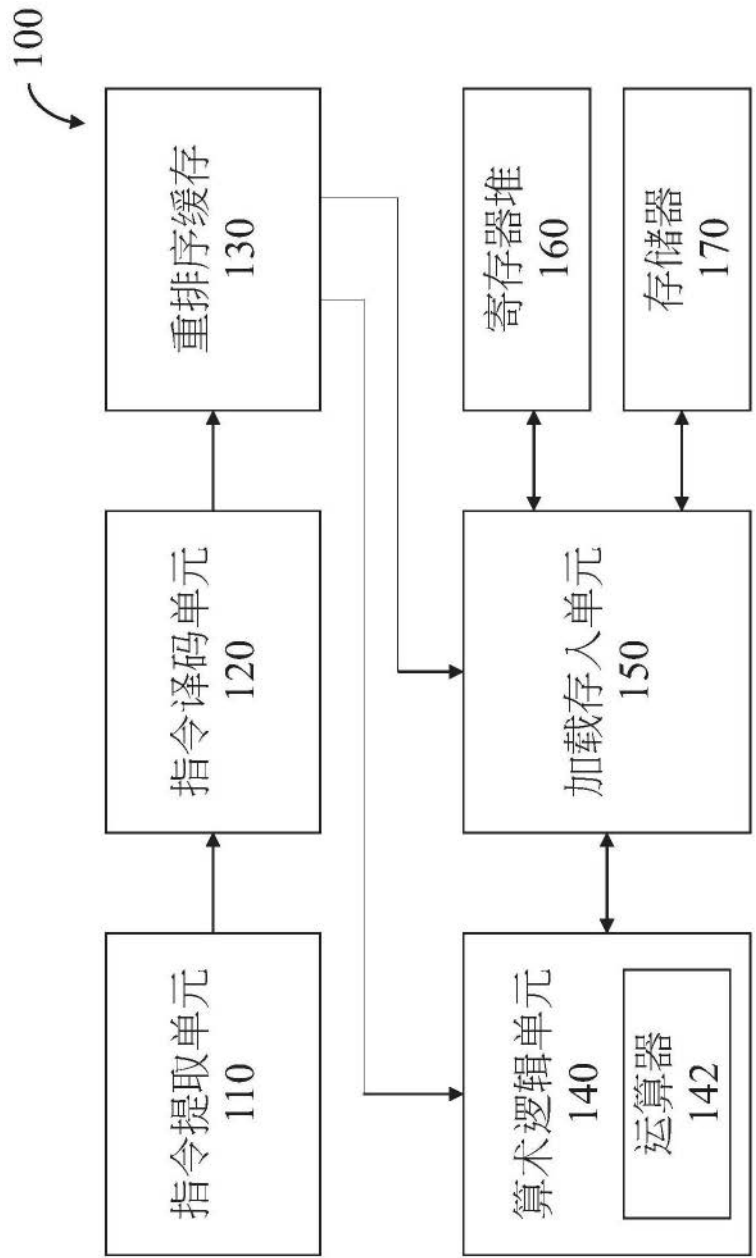 100
指令提取单元
110
指令译码单元
120
重排序缓存
130
算术逻辑单元
140
运算器
142
加载存入单元
150
寄存器堆
160
存储器
170